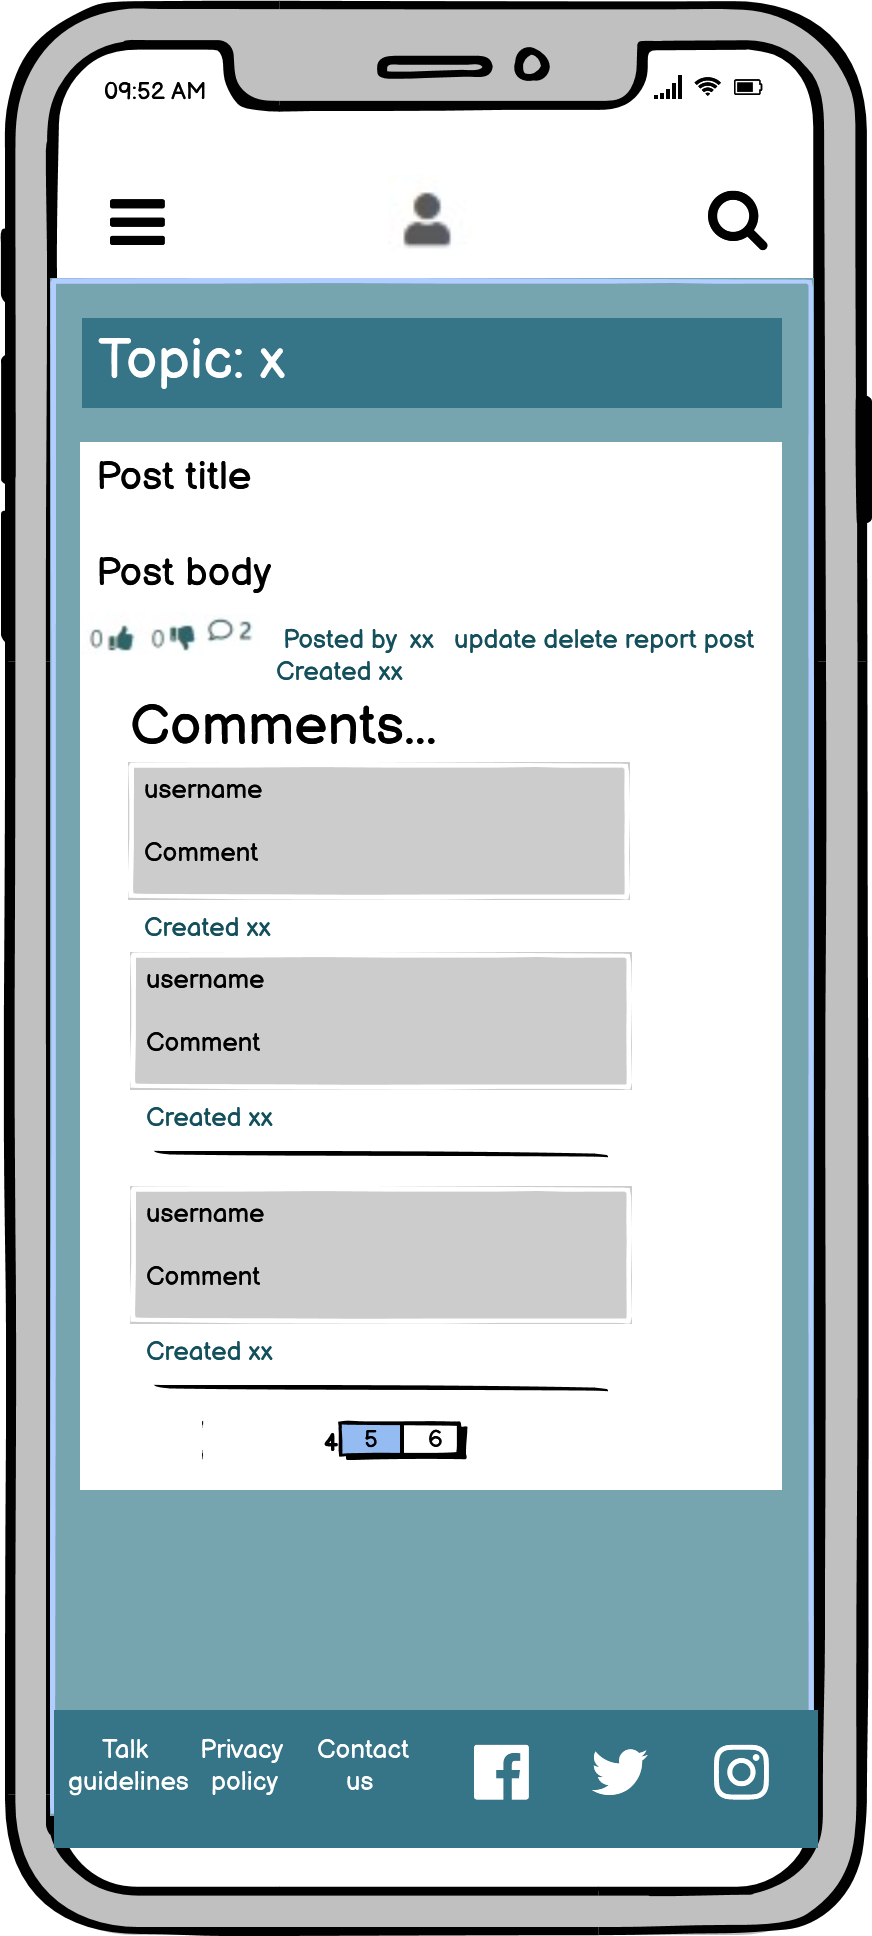 09:52 AM
Topic: x
Post title
Post body
0 0 2 Posted by xx update delete report post
Created xx
Comments...
username
Comment
Created xx
username
Comment
Created xx
username
Comment
Created xx
4 5 6
Talk guidelines
Privacy policy
Contact us